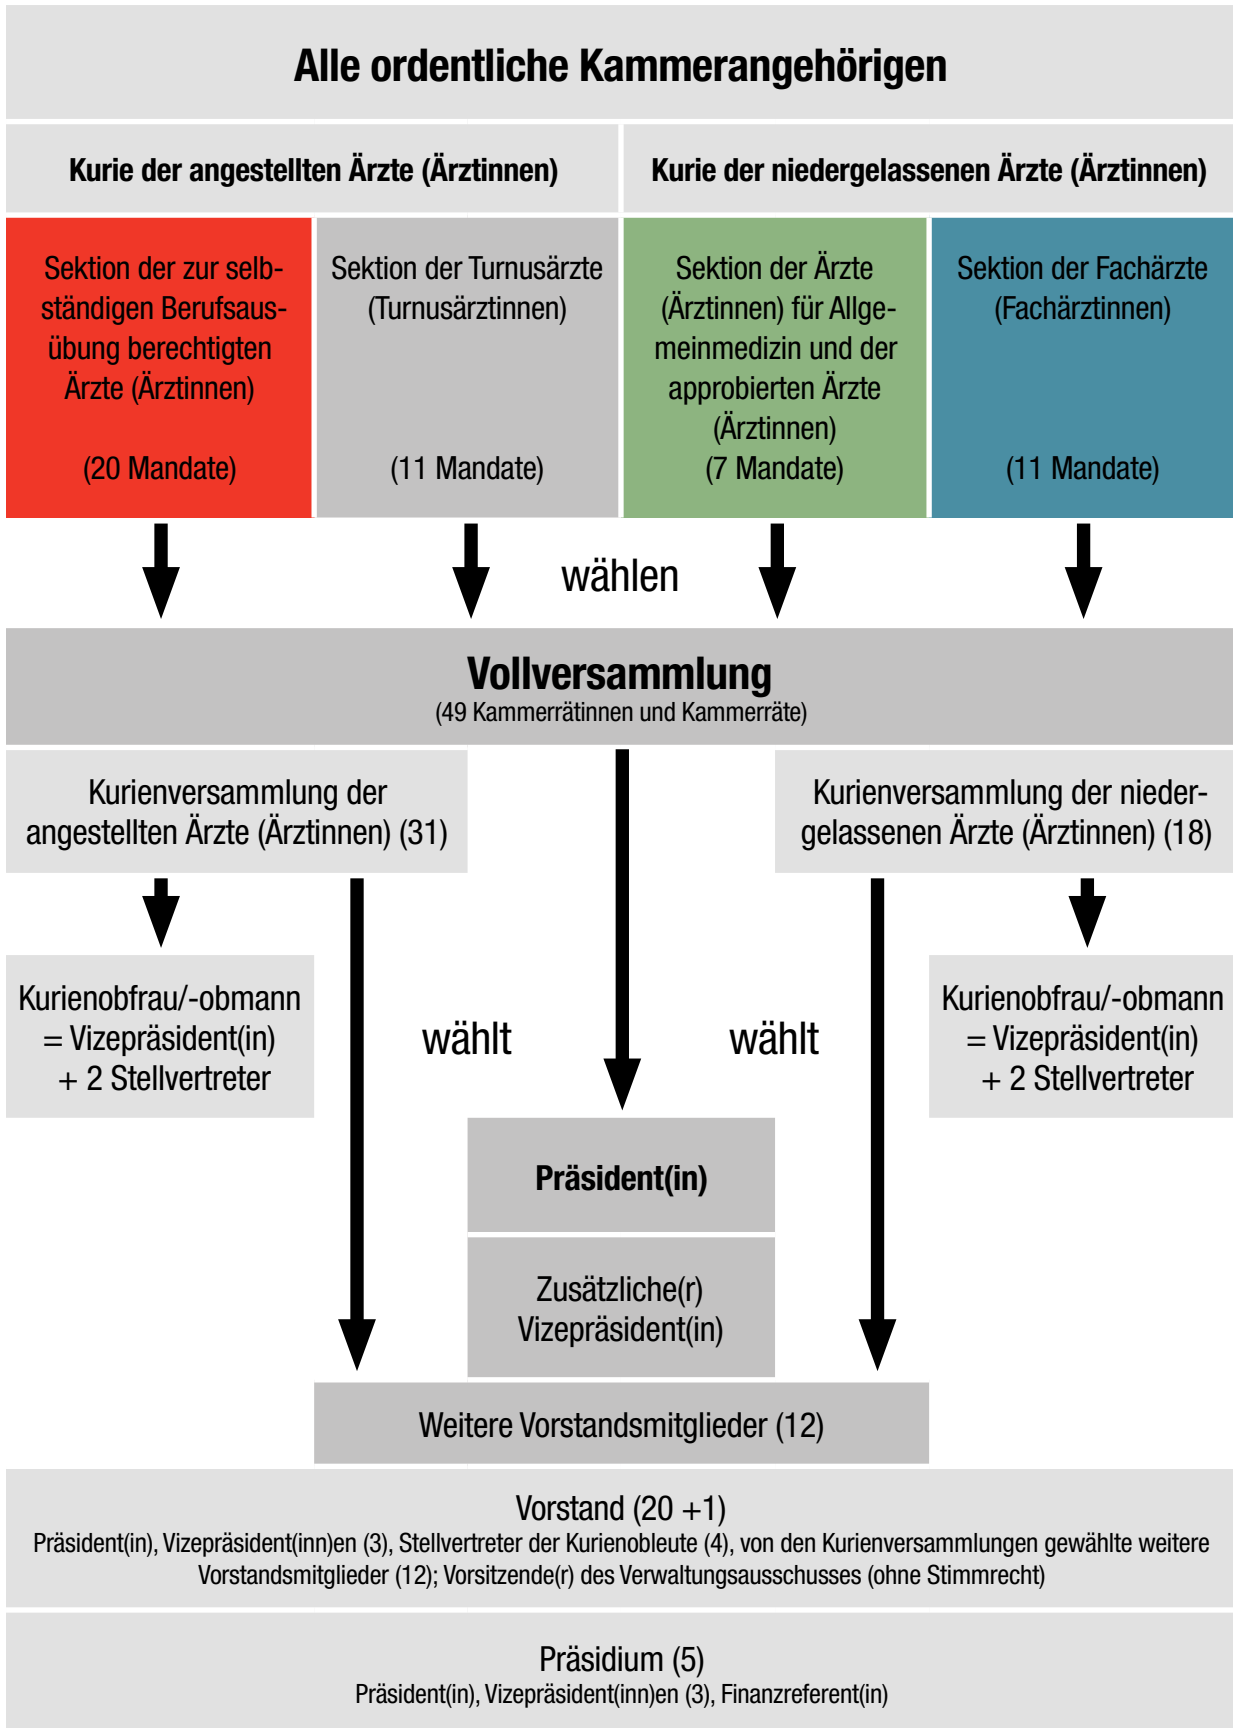 Alle ordentliche Kammerangehörigen
Kurie der angestellten Ärzte (Ärztinnen)
Kurie der niedergelassenen Ärzte (Ärztinnen)
Sektion der zur selb-
ständigen Berufsaus-
übung berechtigten
Ärzte (Ärztinnen)
(20 Mandate)
Sektion der Turnusärzte
(Turnusärztinnen)
(11 Mandate)
Sektion der Ärzte
(Ärztinnen) für Allge-
meinmedizin und der
approbierten Ärzte
(Ärztinnen)
(7 Mandate)
Sektion der Fachärzte
(Fachärztinnen)
(11 Mandate)
wählen
Vollversammlung
(49 Kammerrätinnen und Kammerräte)
Kurienversammlung der
angestellten Ärzte (Ärztinnen) (31)
Kurienversammlung der nieder-
gelassenen Ärzte (Ärztinnen) (18)
Kurienobfrau/-obmann
= Vizepräsident(in)
+ 2 Stellvertreter
wählt
wählt
Kurienobfrau/-obmann
= Vizepräsident(in)
+ 2 Stellvertreter
Präsident(in)
Zusätzliche(r)
Vizepräsident(in)
Weitere Vorstandsmitglieder (12)
Vorstand (20 +1)
Präsident(in), Vizepräsident(inn)en (3), Stellvertreter der Kurienobleute (4), von den Kurienversammlungen gewählte weitere
Vorstandsmitglieder (12); Vorsitzende(r) des Verwaltungsausschusses (ohne Stimmrecht)
Präsidium (5)
Präsident(in), Vizepräsident(inn)en (3), Finanzreferent(in)